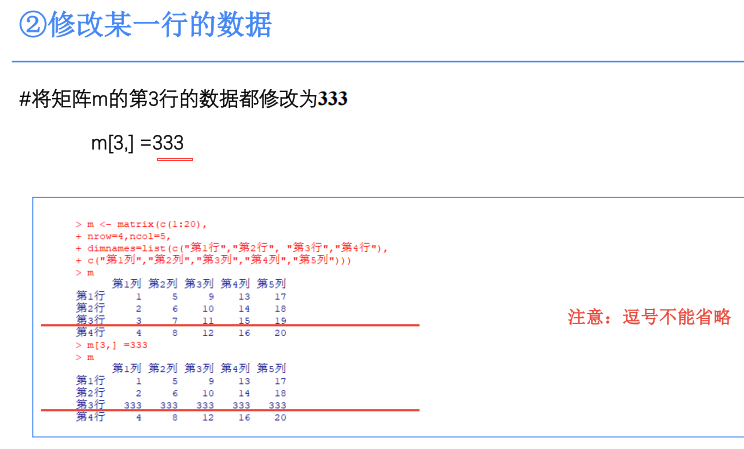 ②修改某一行的数据
#将矩阵m的第3行的数据都修改为333
m[3,] =333
> m <- matrix(c(1:20),
+ nrow=4,ncol=5,
+ dimnames=list(c("第1行","第2行", "第3行","第4行"),
+ c("第1列","第2列","第3列","第4列","第5列")))
> m
第1列 第2列 第3列 第4列 第5列
第1行 1 5 9 13 17
第2行 2 6 10 14 18
第3行 3 7 11 15 19
第4行 4 8 12 16 20
> m[3,] =333
> m
第1列 第2列 第3列 第4列 第5列
第1行 1 5 9 13 17
第2行 2 6 10 14 18
第3行 333 333 333 333 333
第4行 4 8 12 16 20
注意：逗号不能省略